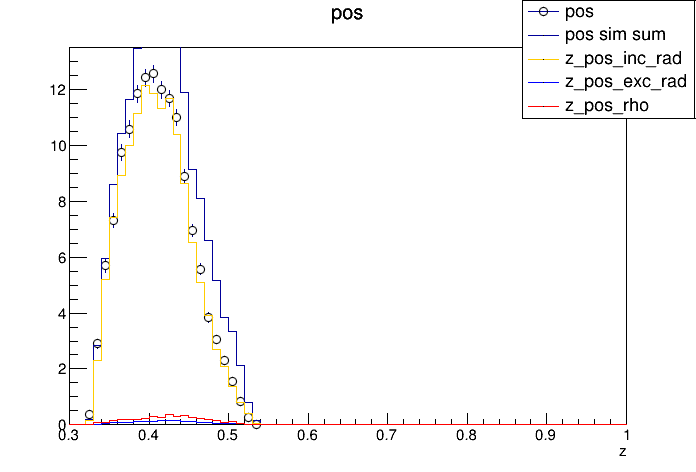 pos
pos
pos sim sum
z_pos_inc_rad
z_pos_exc_rad
z_pos_rho
12
10
8
6
4
2
0
0.3 0.4 0.5 0.6 0.7 0.8 0.9 1
z